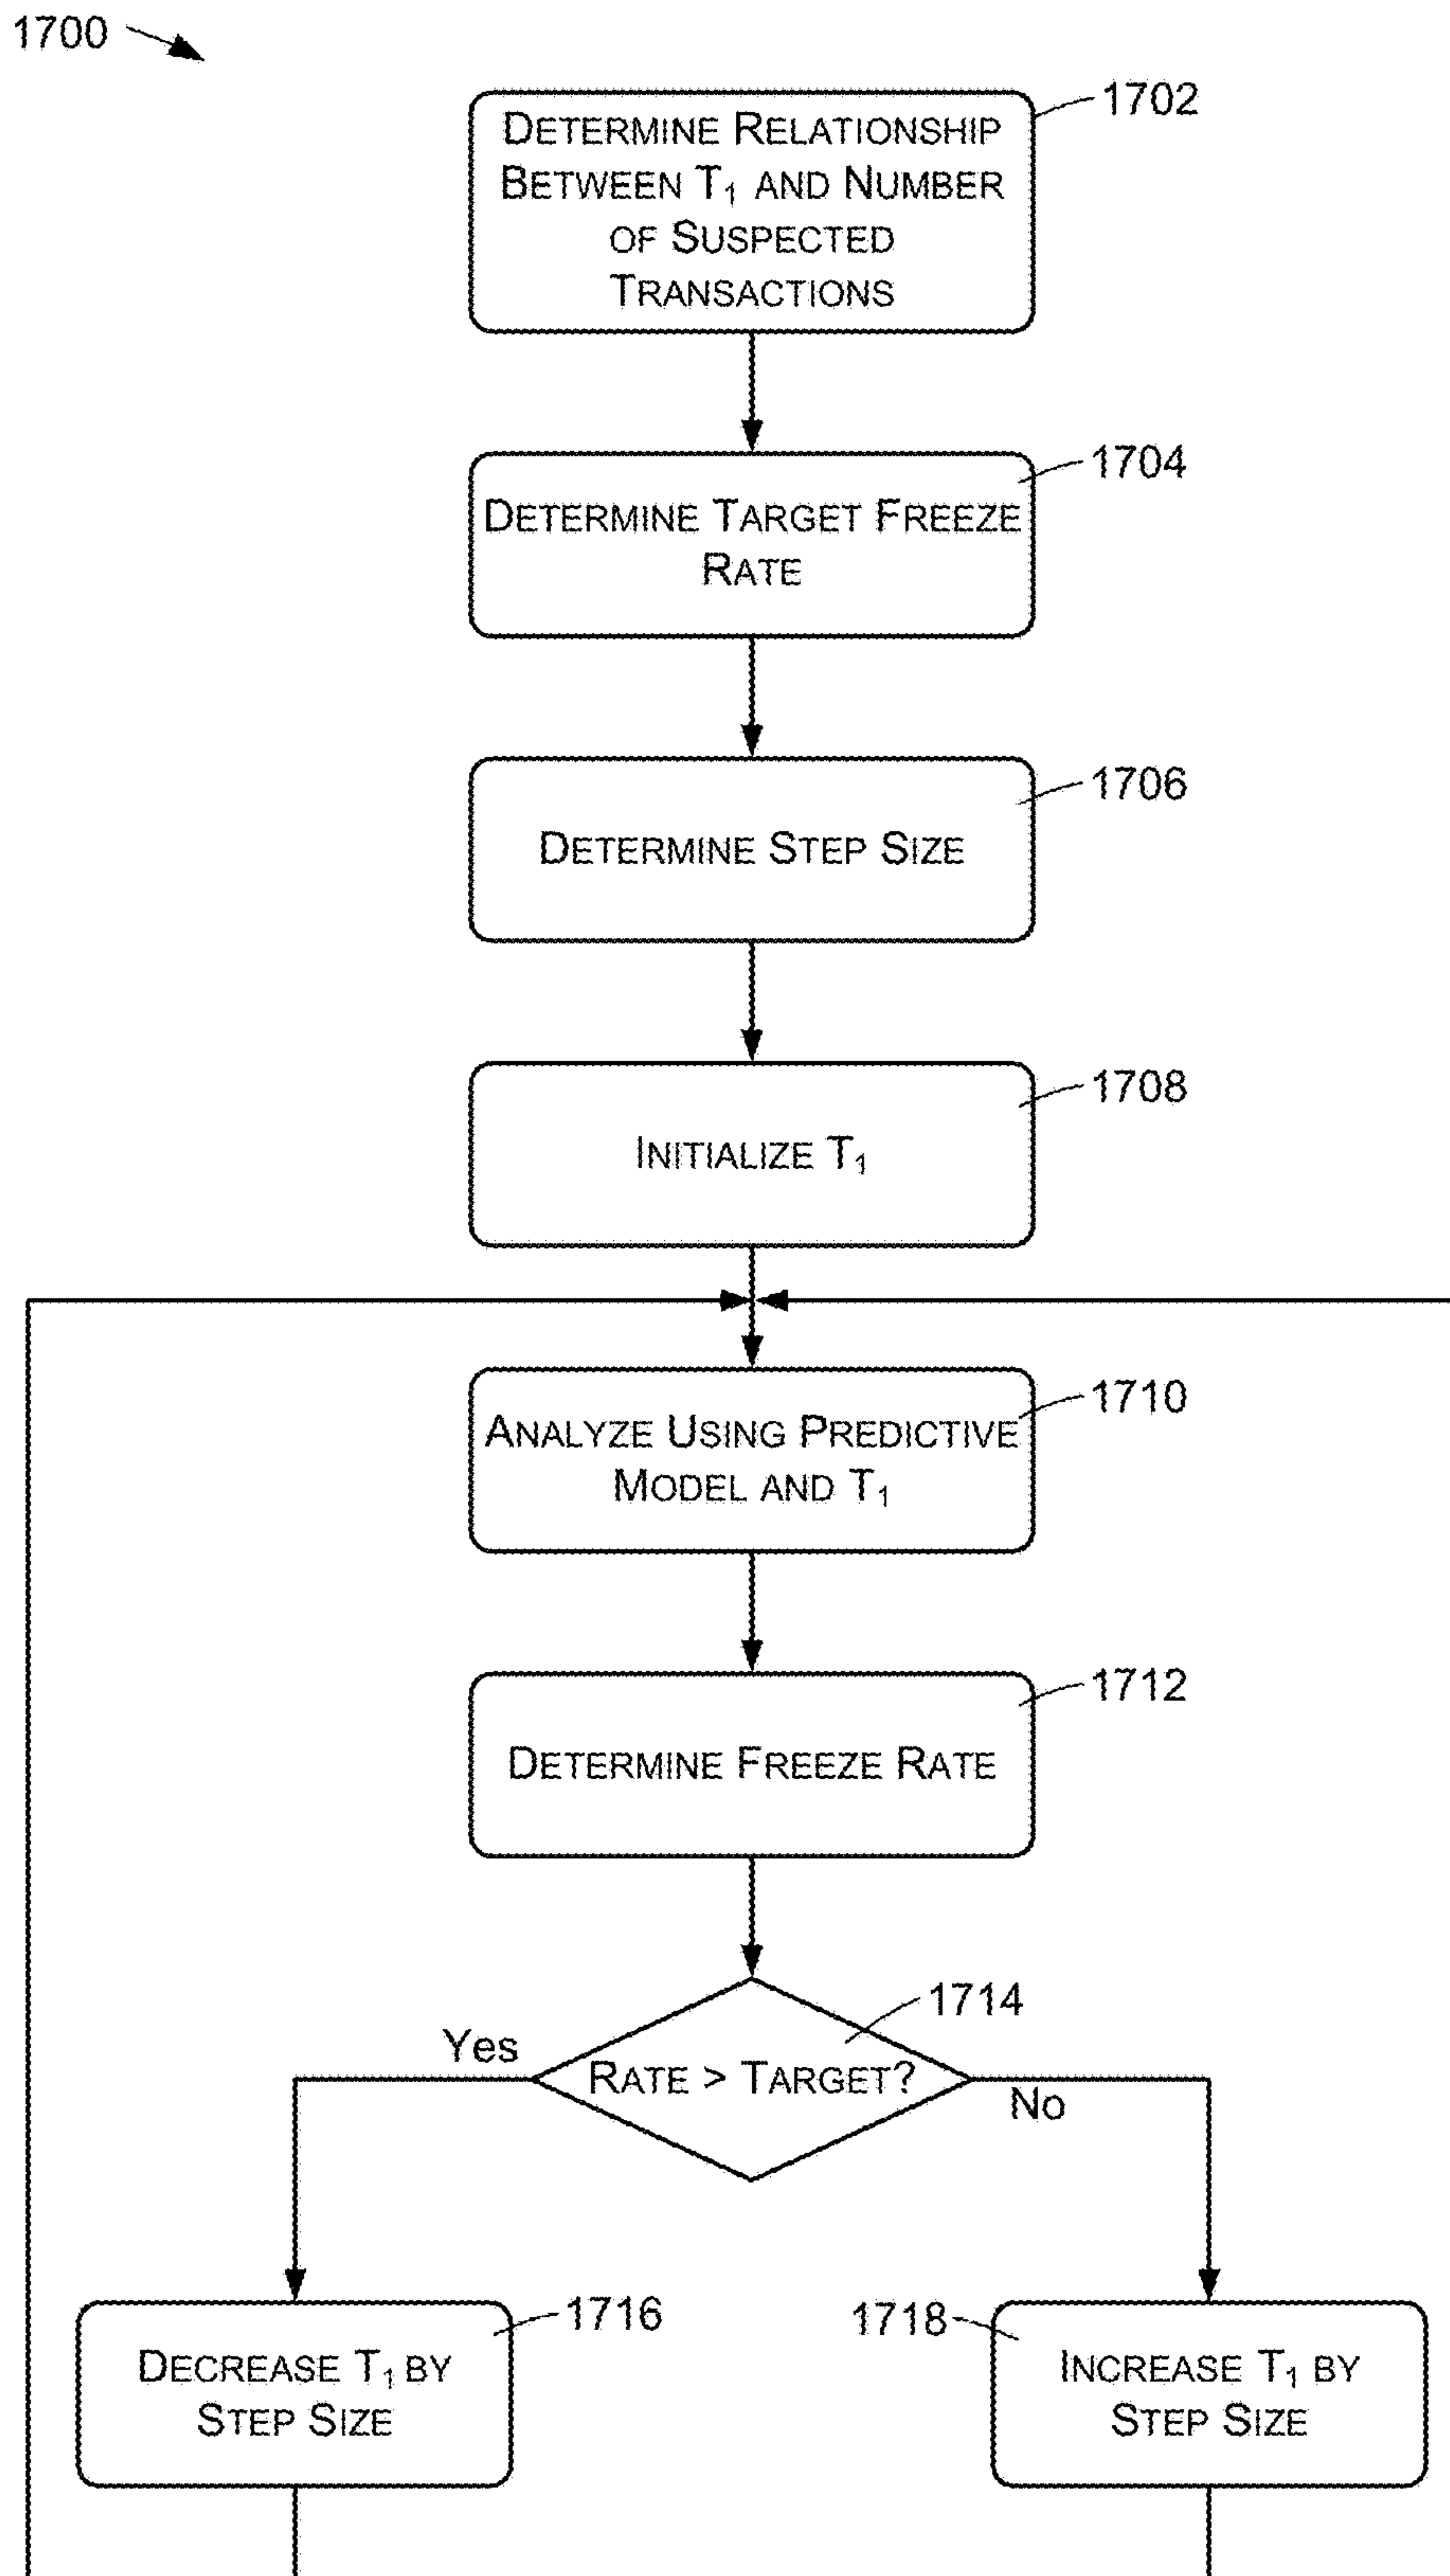 1700
1702
DETERMINE RELATIONSHIP
BETWEEN T₁ AND NUMBER
OF SUSPECTED
TRANSACTIONS
1704
DETERMINE TARGET FREEZE
RATE
1706
DETERMINE STEP SIZE
1708
INITIALIZE T₁
1710
ANALYZE USING PREDICTIVE
MODEL AND T₁
1712
DETERMINE FREEZE RATE
1714
Yes
RATE > TARGET?
No
1716
DECREASE T₁ BY
STEP SIZE
1718
INCREASE T₁ BY
STEP SIZE